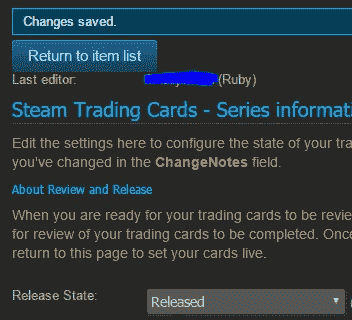 Changes saved.
Return to item list
Last editor: (Ruby)
Steam Trading Cards - Series informati
Edit the settings here to configure the state of your tra
you've changed in the ChangeNotes field.
About Review and Release
When you are ready for your trading cards to be revie
for review of your trading cards to be completed. Once
return to this page to set your cards live.
Release State: Released